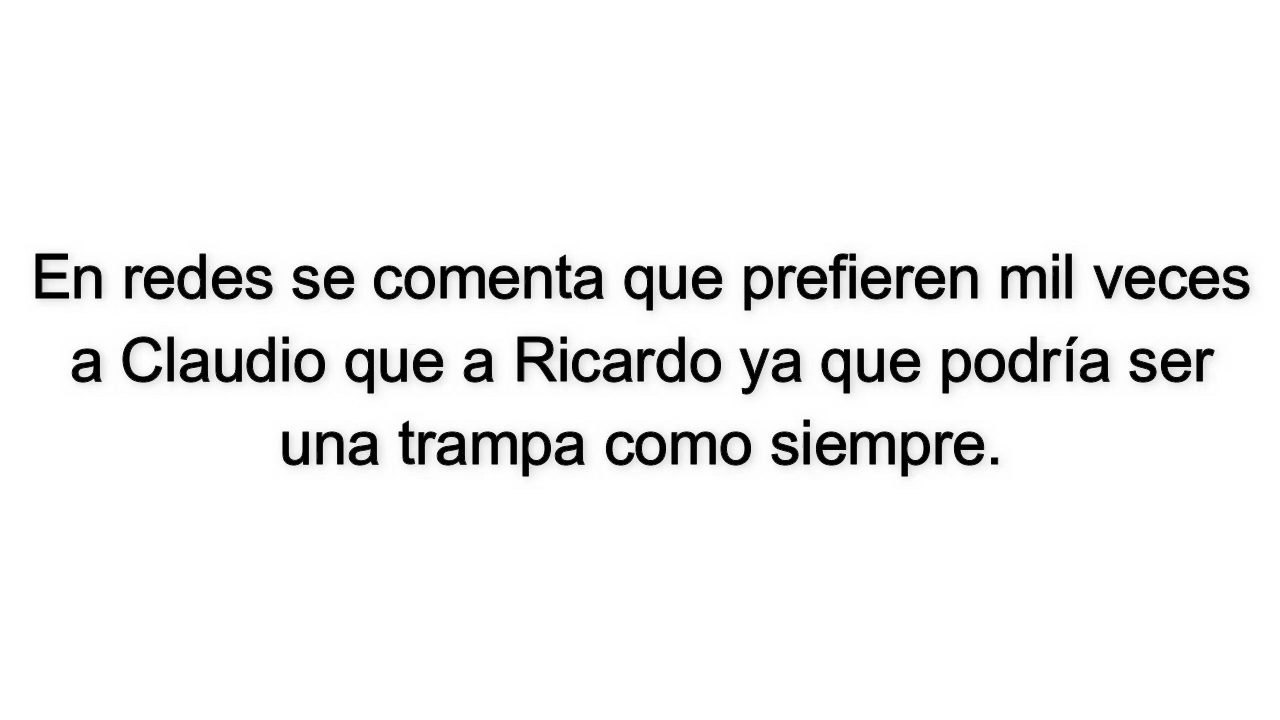 En redes se comenta que prefieren mil veces
a Claudio que a Ricardo ya que podría ser
una trampa como siempre.